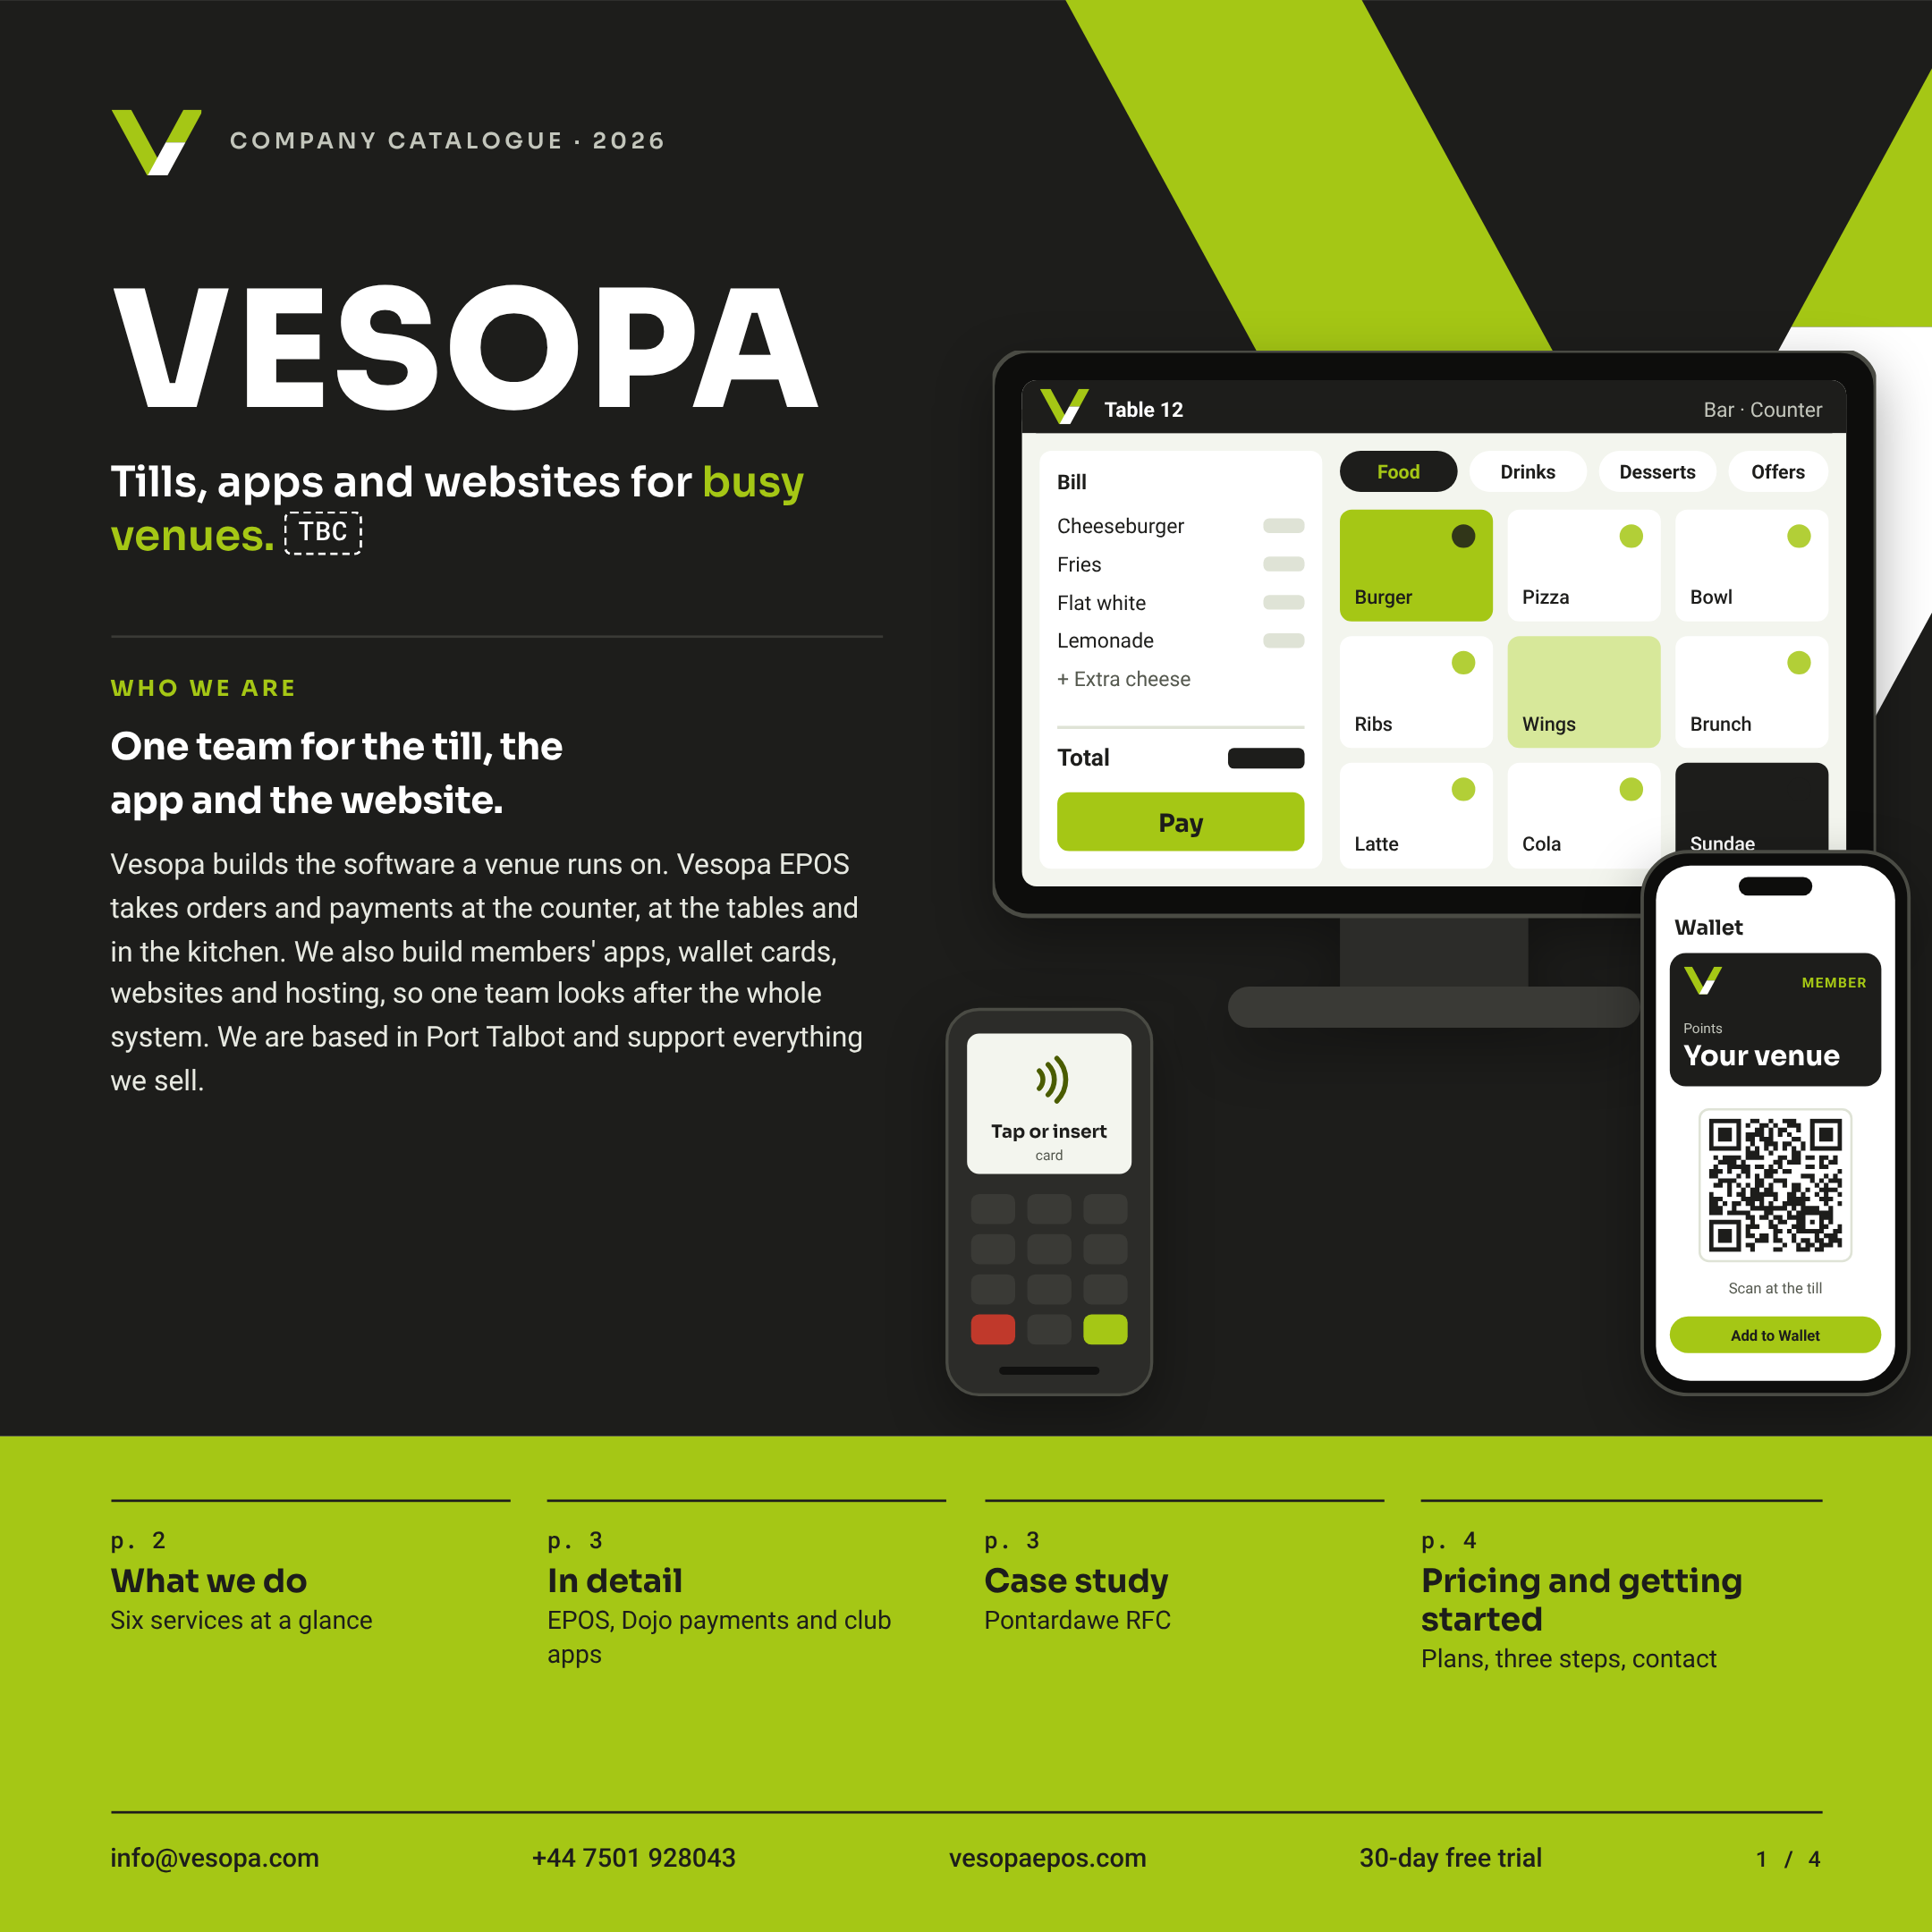 COMPANY CATALOGUE · 2026
VESOPA
Tills, apps and websites for busy
venues. TBC
WHO WE ARE
One team for the till, the
app and the website.
Vesopa builds the software a venue runs on. Vesopa EPOS
takes orders and payments at the counter, at the tables and
in the kitchen. We also build members' apps, wallet cards,
websites and hosting, so one team looks after the whole
system. We are based in Port Talbot and support everything
we sell.
Table 12
Bar · Counter
Bill
Cheeseburger
Fries
Flat white
Lemonade
+ Extra cheese
Total
Pay
Food Drinks Desserts Offers
Burger Pizza Bowl
Ribs Wings Brunch
Latte Cola Sundae
Tap or insert
card
Wallet
MEMBER
Points
Your venue
Scan at the till
Add to Wallet
p. 2
What we do
Six services at a glance
p. 3
In detail
EPOS, Dojo payments and club
apps
p. 3
Case study
Pontardawe RFC
p. 4
Pricing and getting
started
Plans, three steps, contact
info@vesopa.com +44 7501 928043 vesopaepos.com 30-day free trial 1 / 4